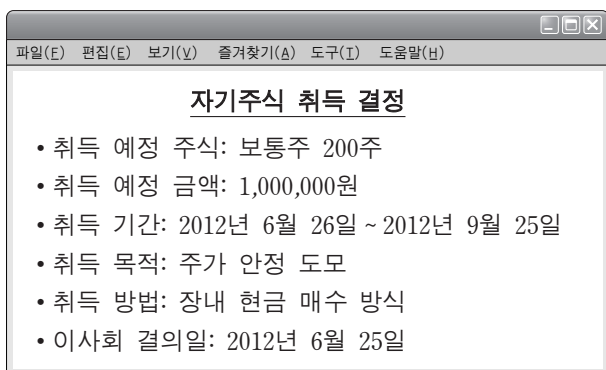 파일(F) 편집(E) 보기(V) 즐겨찾기(A) 도구(T) 도움말(H)
자기주식 취득 결정
• 취득 예정 주식: 보통주 200주
• 취득 예정 금액: 1,000,000원
• 취득 기간: 2012년 6월 26일 ~ 2012년 9월 25일
• 취득 목적: 주가 안정 도모
• 취득 방법: 장내 현금 매수 방식
• 이사회 결의일: 2012년 6월 25일